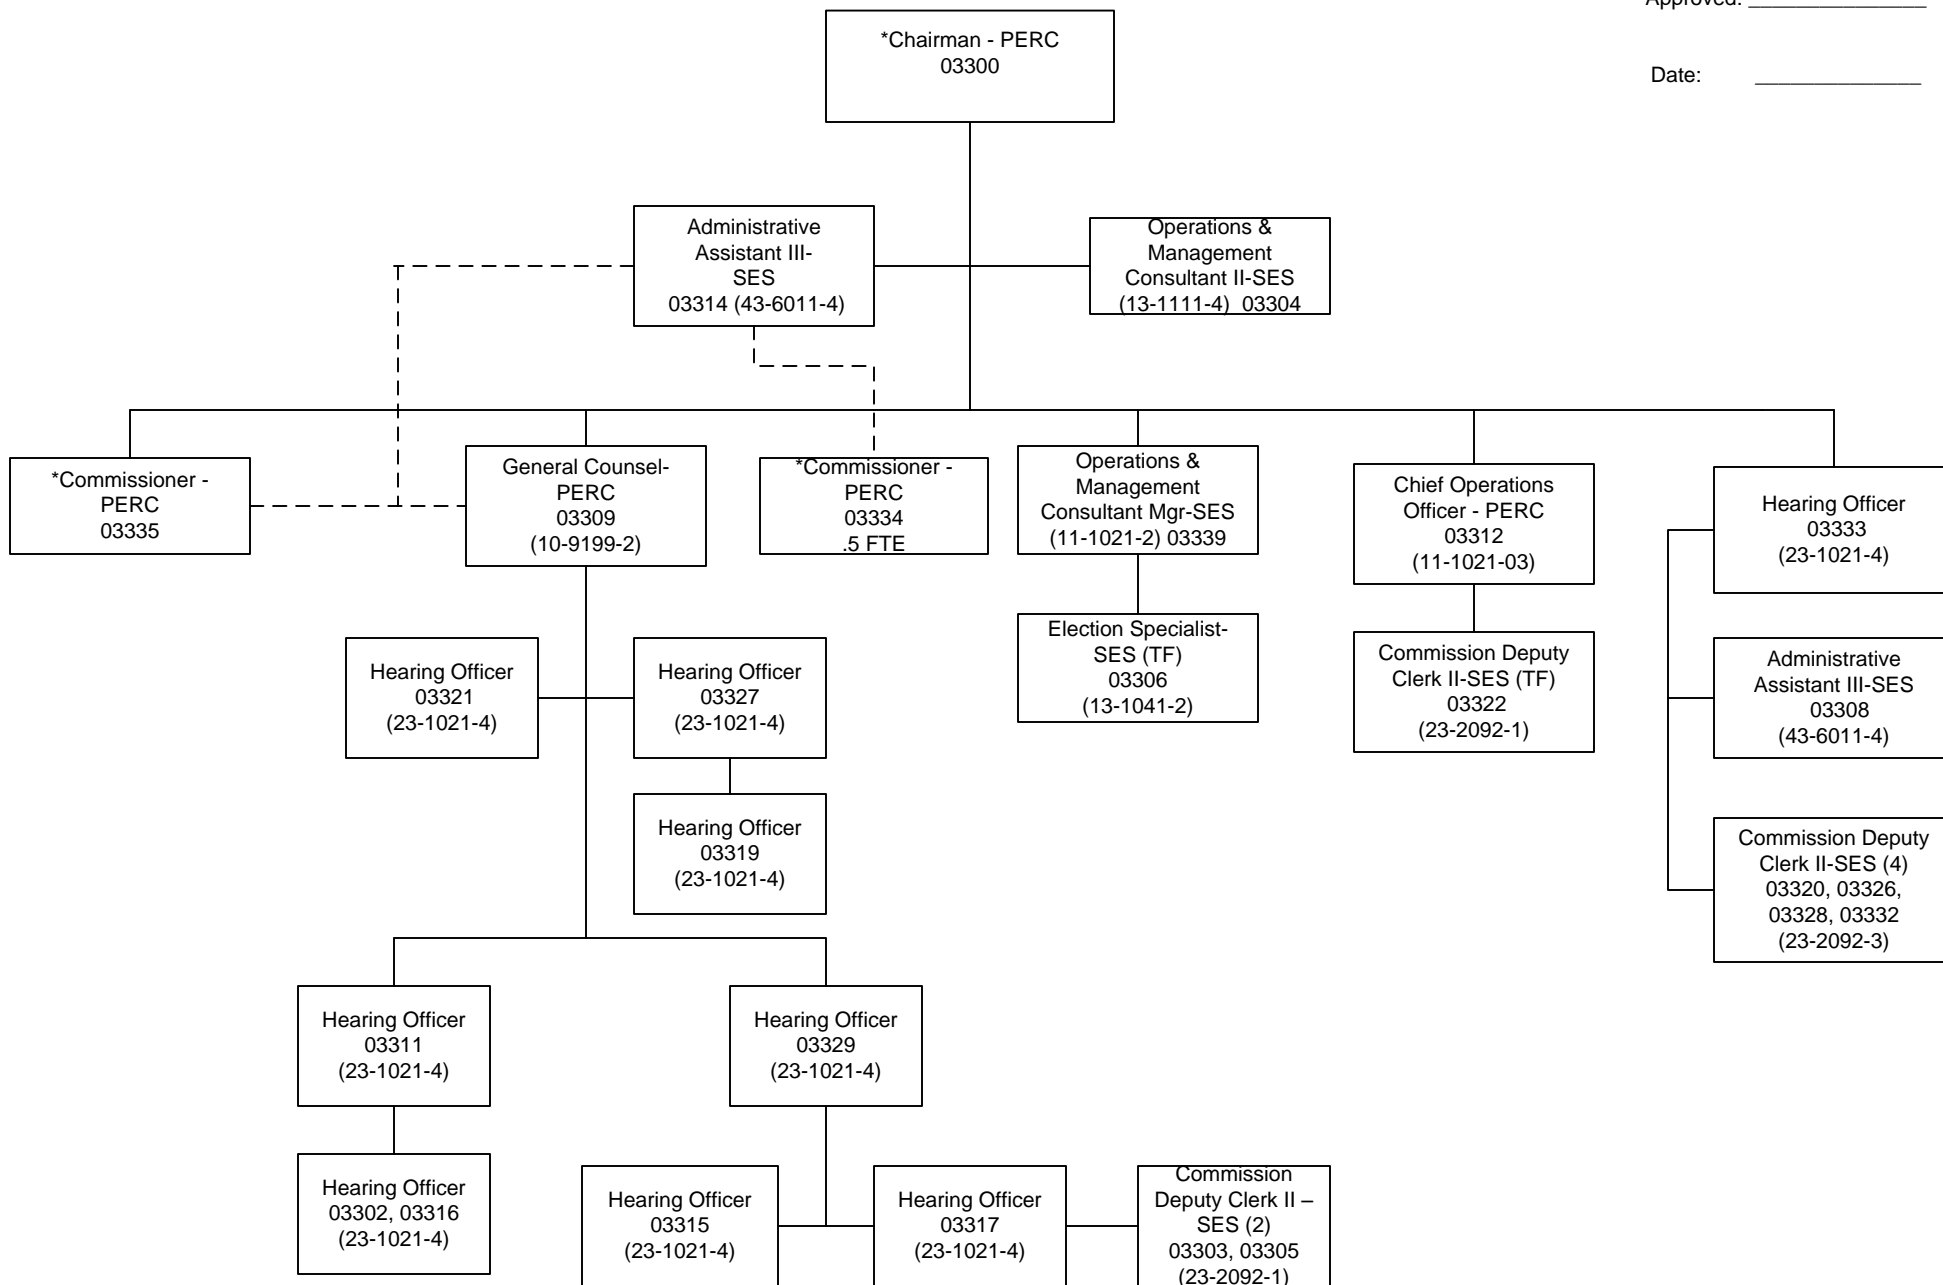 Approved: _______________
*Chairman - PERC
03300
Date: ______________
Administrative
Assistant III-
SES
03314 (43-6011-4)
Operations &
Management
Consultant II-SES
(13-1111-4) 03304
*Commissioner -
PERC
03335
General Counsel-
PERC
03309
(10-9199-2)
*Commissioner -
PERC
03334
.5 FTE
Operations &
Management
Consultant Mgr-SES
(11-1021-2) 03339
Chief Operations
Officer - PERC
03312
(11-1021-03)
Hearing Officer
03333
(23-1021-4)
Hearing Officer
03321
(23-1021-4)
Hearing Officer
03327
(23-1021-4)
Election Specialist-
SES (TF)
03306
(13-1041-2)
Commission Deputy
Clerk II-SES (TF)
03322
(23-2092-1)
Administrative
Assistant III-SES
03308
(43-6011-4)
Hearing Officer
03319
(23-1021-4)
Commission Deputy
Clerk II-SES (4)
03320, 03326,
03328, 03332
(23-2092-3)
Hearing Officer
03311
(23-1021-4)
Hearing Officer
03329
(23-1021-4)
Hearing Officer
03302, 03316
(23-1021-4)
Hearing Officer
03315
(23-1021-4)
Hearing Officer
03317
(23-1021-4)
Commission
Deputy Clerk II –
SES (2)
03303, 03305
(23-2092-1)